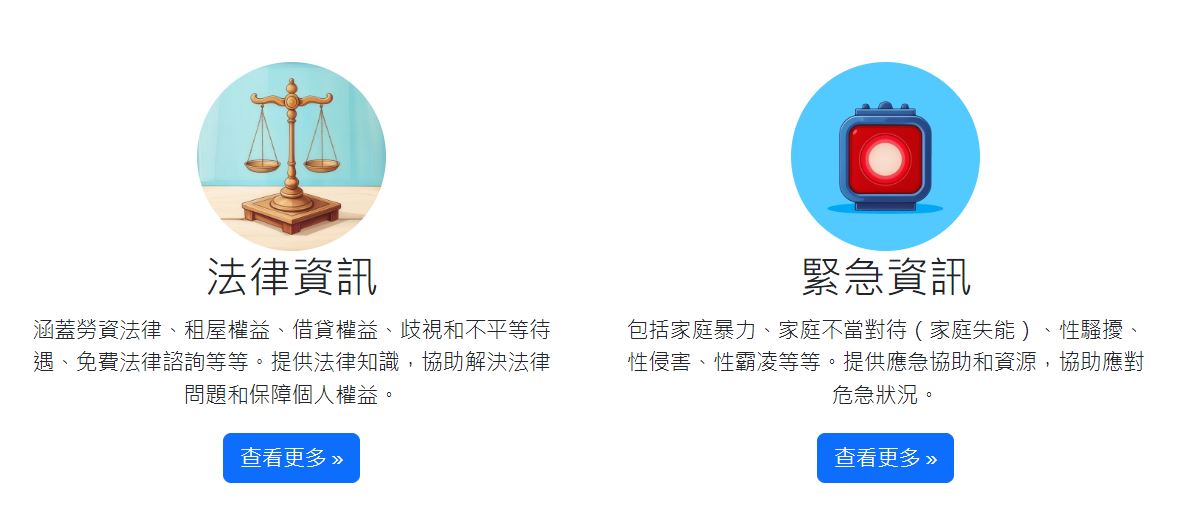 法律資訊
涵蓋勞資法律、租屋權益、借貸權益、歧視和不平等待
遇、免費法律諮詢等等。提供法律知識，協助解決法律
問題和保障個人權益。
查看更多 »
緊急資訊
包括家庭暴力、家庭不當對待（家庭失能）、性騷擾、
性侵害、性霸凌等等。提供應急協助和資源，協助應對
危急狀況。
查看更多 »